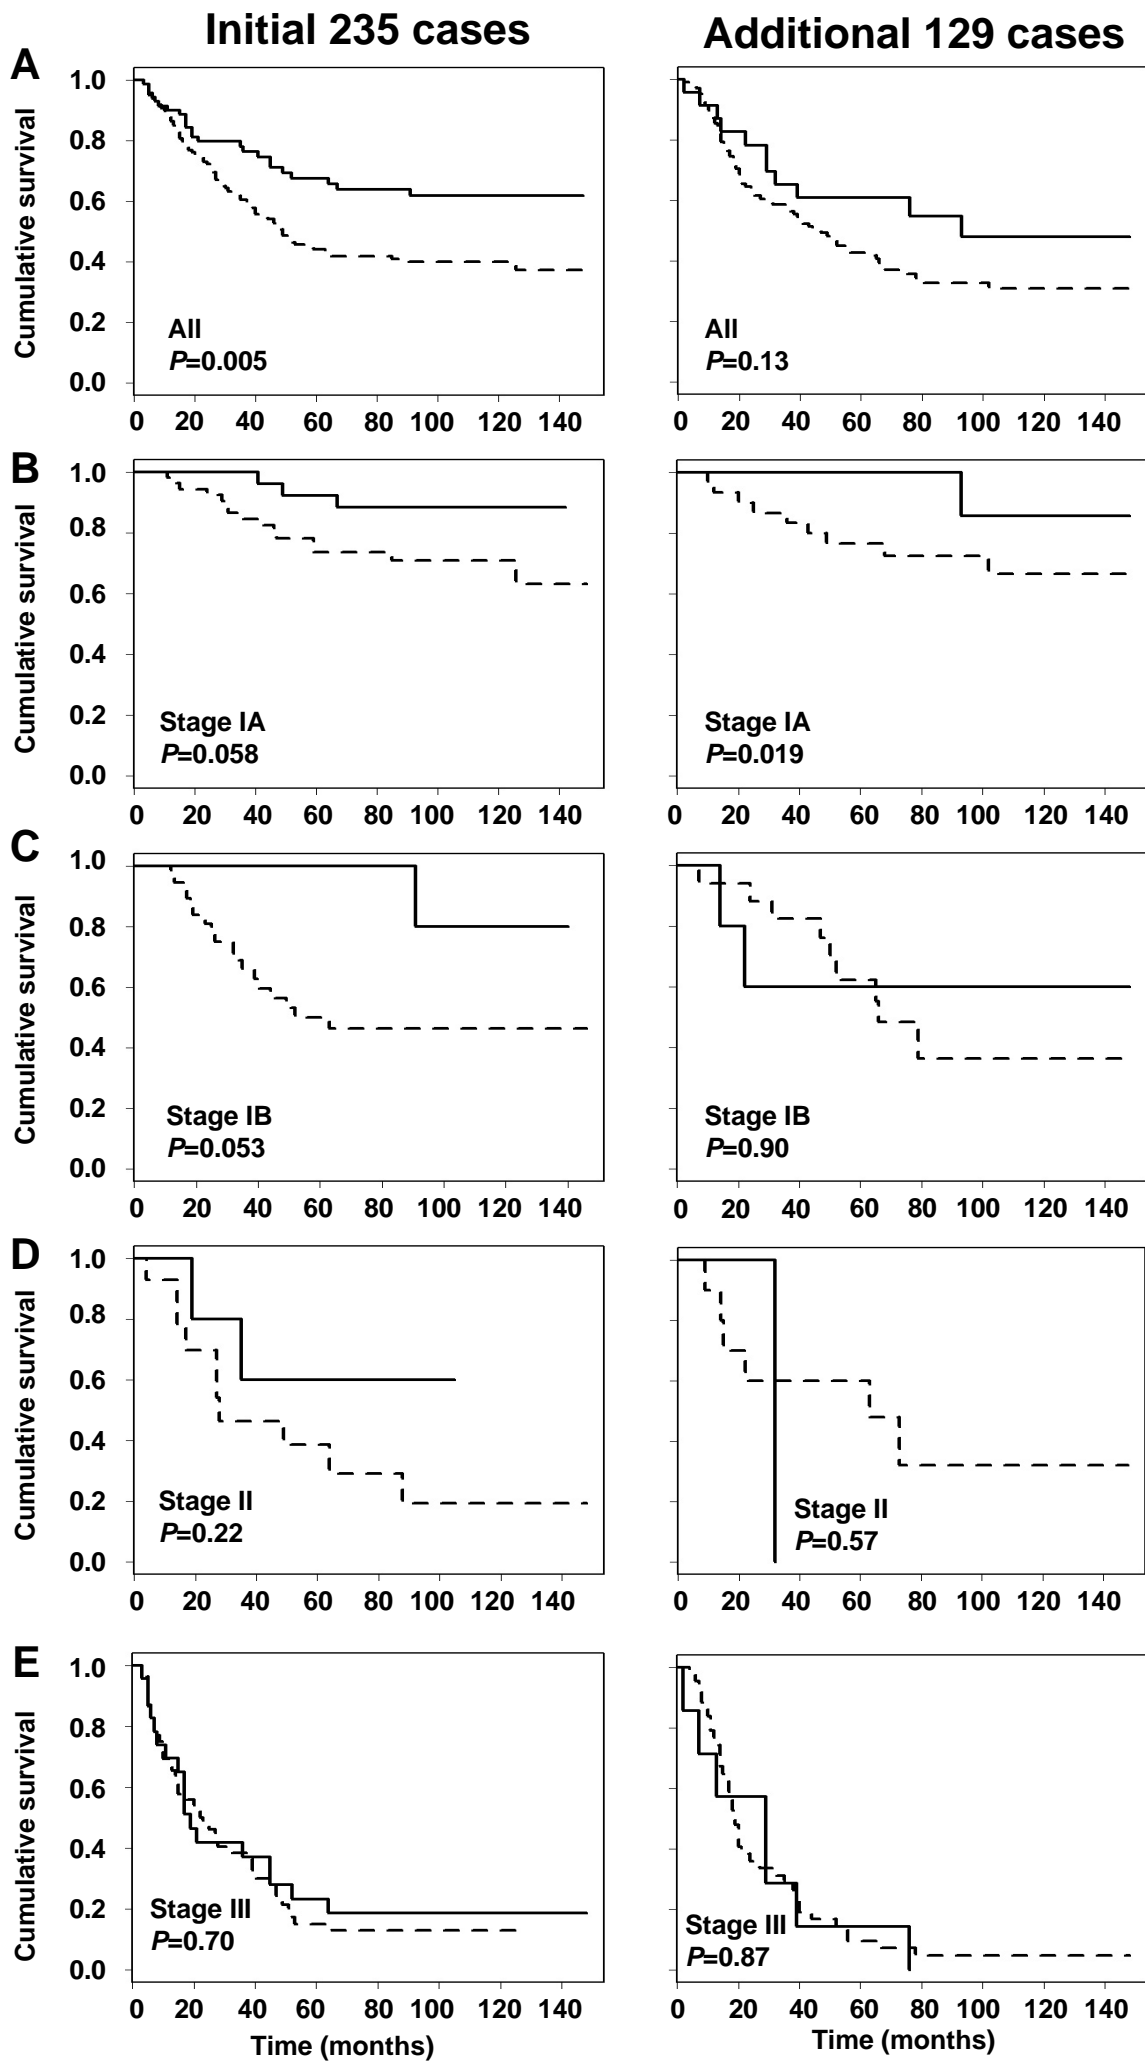 Initial 235 cases
Additional 129 cases
A
Cumulative survival
1.0
0.8
0.6
0.4
0.2
0.0
All
P=0.005
0 20 40 60 80 100 120 140
All
P=0.13
0 20 40 60 80 100 120 140
B
Cumulative survival
1.0
0.8
0.6
0.4
0.2
0.0
Stage IA
P=0.058
0 20 40 60 80 100 120 140
Stage IA
P=0.019
0 20 40 60 80 100 120 140
C
Cumulative survival
1.0
0.8
0.6
0.4
0.2
0.0
Stage IB
P=0.053
0 20 40 60 80 100 120 140
Stage IB
P=0.90
0 20 40 60 80 100 120 140
D
Cumulative survival
1.0
0.8
0.6
0.4
0.2
0.0
Stage II
P=0.22
0 20 40 60 80 100 120 140
Stage II
P=0.57
0 20 40 60 80 100 120 140
E
Cumulative survival
1.0
0.8
0.6
0.4
0.2
0.0
Stage III
P=0.70
0 20 40 60 80 100 120 140
Time (months)
Stage III
P=0.87
0 20 40 60 80 100 120 140
Time (months)